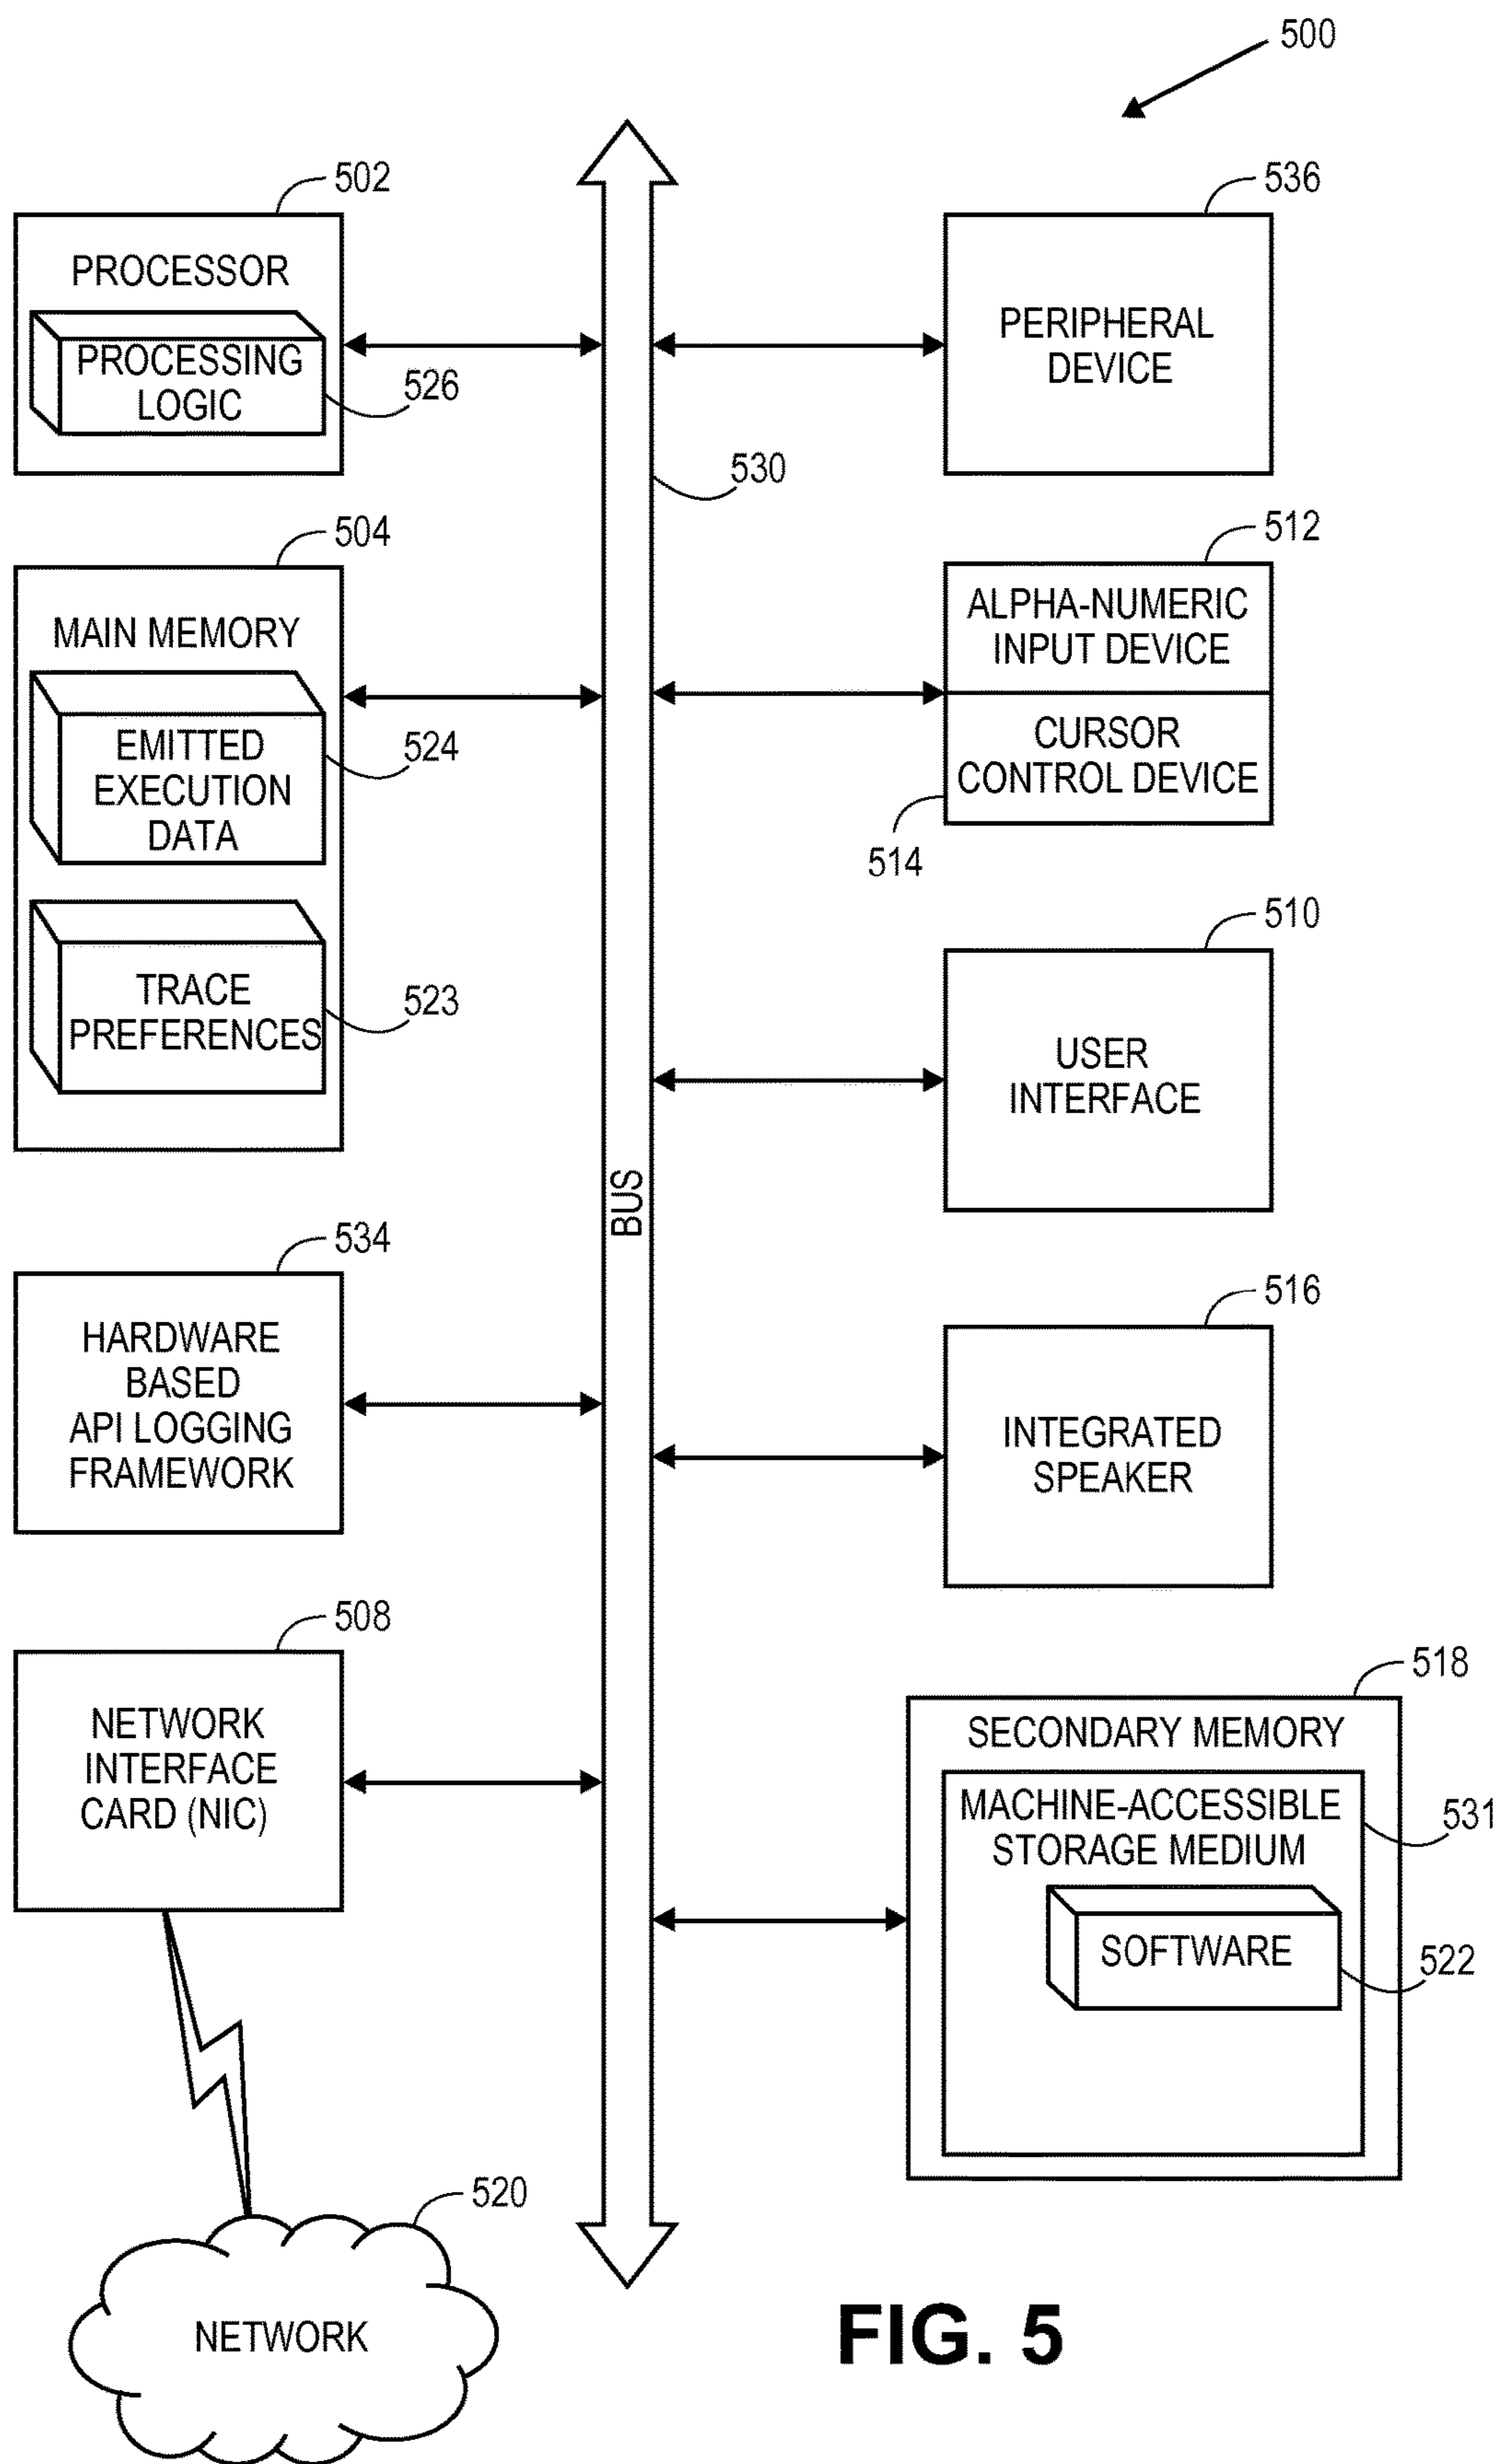 500
502
PROCESSOR
PROCESSING
LOGIC
526
504
MAIN MEMORY
EMITTED
EXECUTION
DATA
524
TRACE
PREFERENCES
523
534
HARDWARE
BASED
API LOGGING
FRAMEWORK
508
NETWORK
INTERFACE
CARD (NIC)
520
NETWORK
530
BUS
536
PERIPHERAL
DEVICE
512
ALPHA-NUMERIC
INPUT DEVICE
CURSOR
CONTROL DEVICE
514
510
USER
INTERFACE
516
INTEGRATED
SPEAKER
518
SECONDARY MEMORY
MACHINE-ACCESSIBLE
STORAGE MEDIUM
531
SOFTWARE
522
FIG. 5